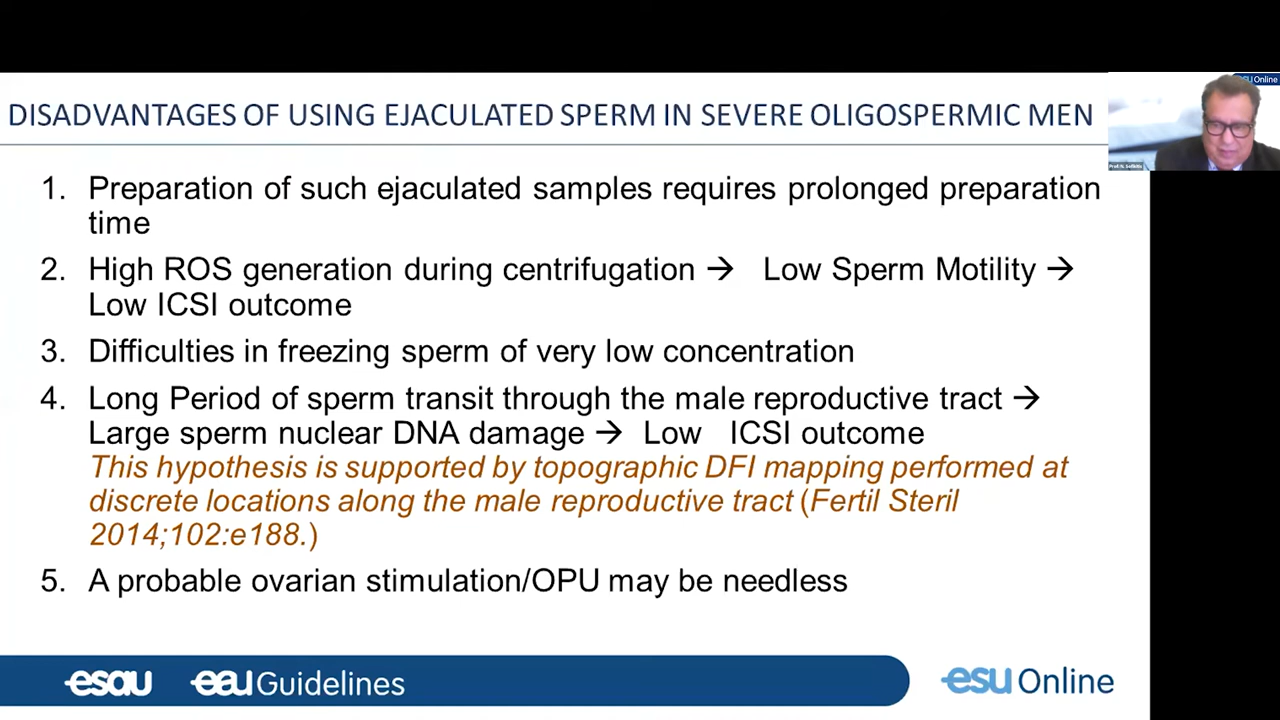 esu Online
DISADVANTAGES OF USING EJACULATED SPERM IN SEVERE OLIGOSPERMIC MEN
Prof N. Sofikitis
1. Preparation of such ejaculated samples requires prolonged preparation
time
2. High ROS generation during centrifugation → Low Sperm Motility →
Low ICSI outcome
3. Difficulties in freezing sperm of very low concentration
4. Long Period of sperm transit through the male reproductive tract →
Large sperm nuclear DNA damage → Low ICSI outcome
This hypothesis is supported by topographic DFI mapping performed at
discrete locations along the male reproductive tract (Fertil Steril
2014;102:e188.)
5. A probable ovarian stimulation/OPU may be needless
esau eau Guidelines esu Online